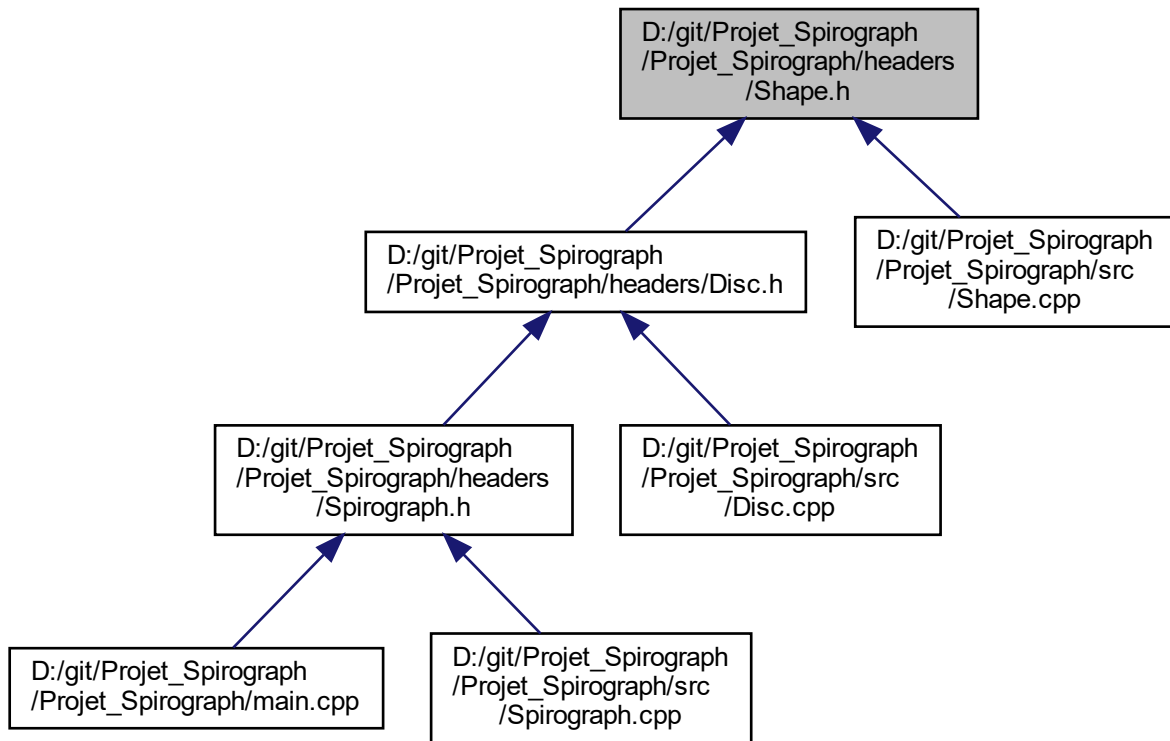 D:/git/Projet_Spirograph
/Projet_Spirograph/headers
/Shape.h
D:/git/Projet_Spirograph
/Projet_Spirograph/headers/Disc.h
D:/git/Projet_Spirograph
/Projet_Spirograph/src
/Shape.cpp
D:/git/Projet_Spirograph
/Projet_Spirograph/headers
/Spirograph.h
D:/git/Projet_Spirograph
/Projet_Spirograph/src
/Disc.cpp
D:/git/Projet_Spirograph
/Projet_Spirograph/main.cpp
D:/git/Projet_Spirograph
/Projet_Spirograph/src
/Spirograph.cpp